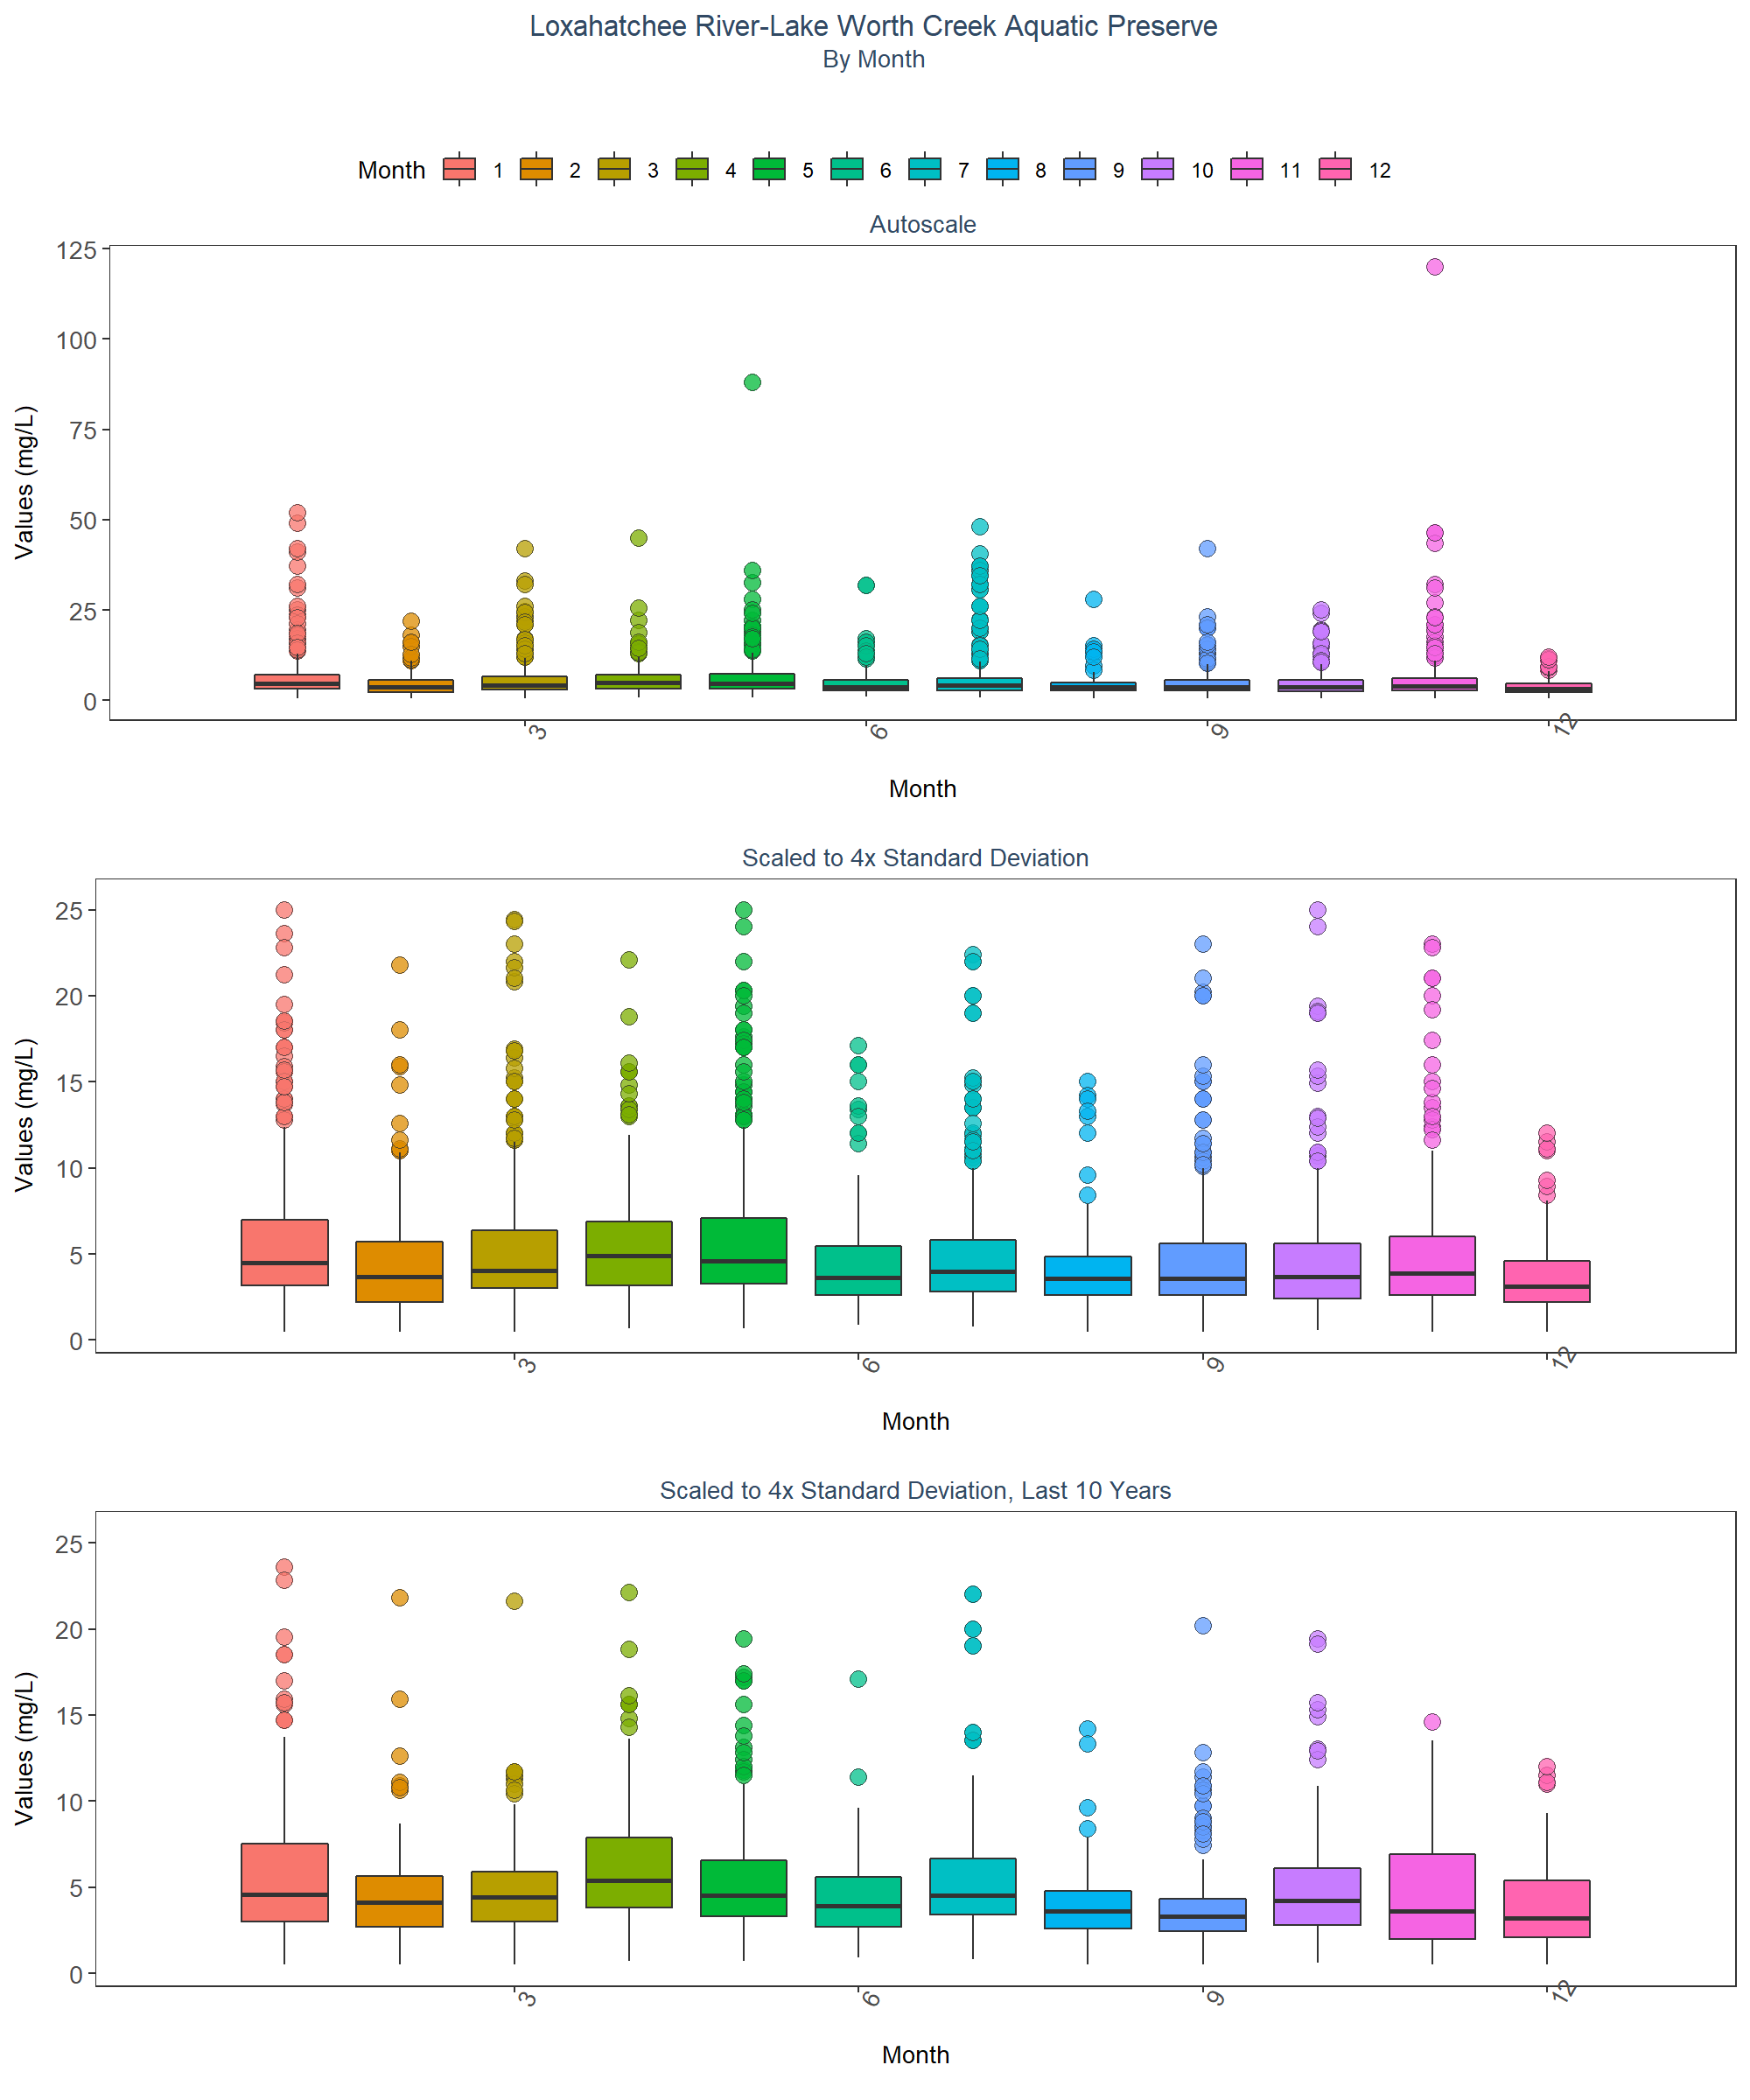 Loxahatchee River-Lake Worth Creek Aquatic Preserve
By Month
Month 1 2 3 4 5 6 7 8 9 10 11 12
Autoscale
Values (mg/L)
125
100
75
50
25
0
3 6 9 12
Month
Scaled to 4x Standard Deviation
Values (mg/L)
25
20
15
10
5
0
3 6 9 12
Month
Scaled to 4x Standard Deviation, Last 10 Years
Values (mg/L)
25
20
15
10
5
0
3 6 9 12
Month